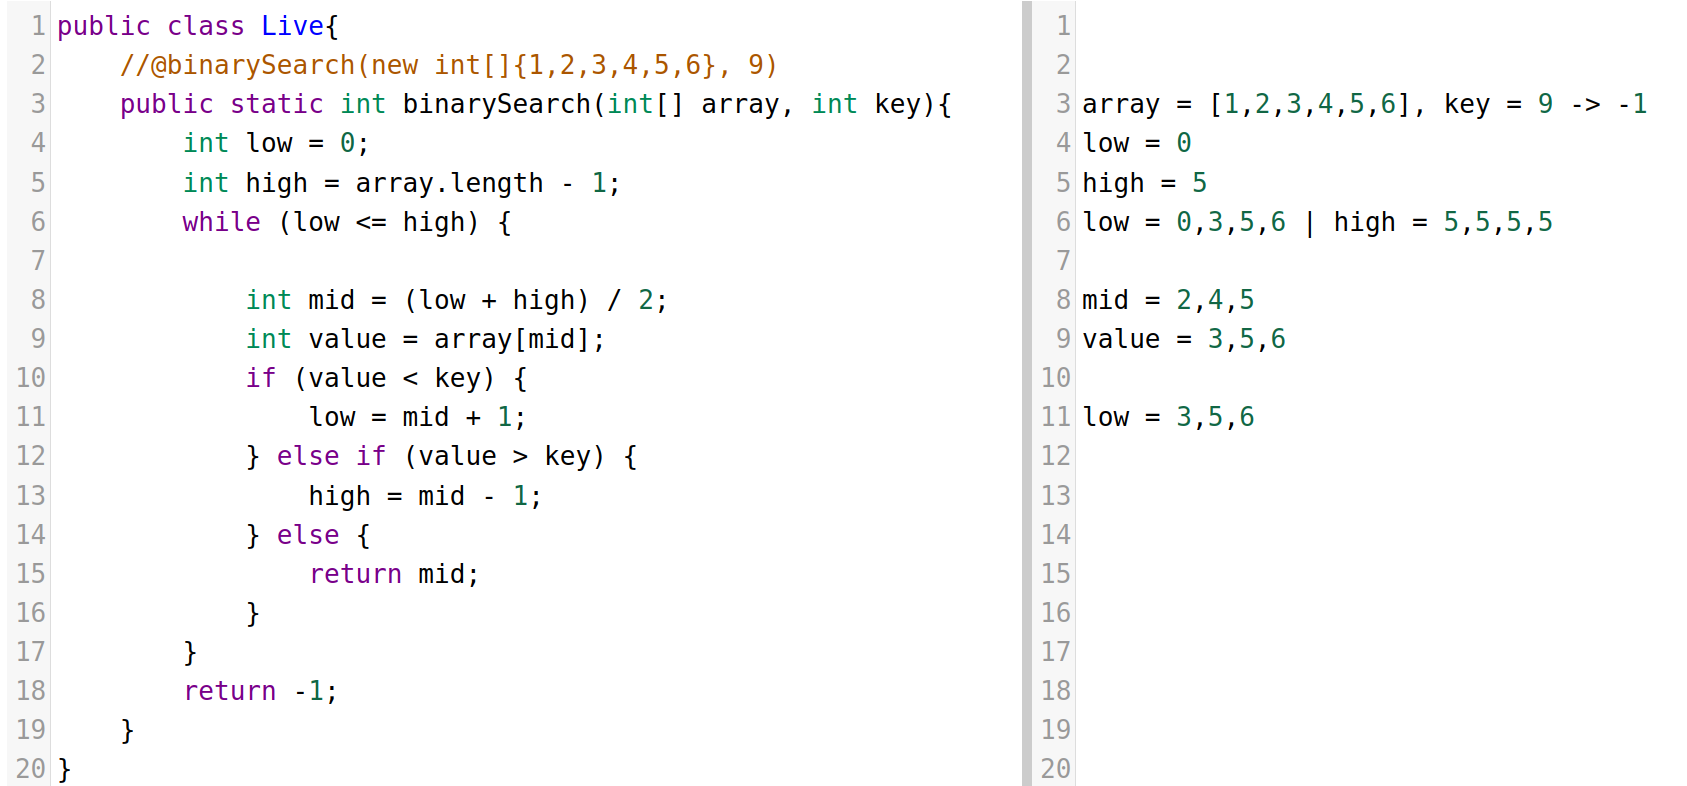 1 public class Live{
2     //@binarySearch(new int[]{1,2,3,4,5,6}, 9)
3     public static int binarySearch(int[] array, int key){
4         int low = 0;
5         int high = array.length - 1;
6         while (low <= high) {
7
8             int mid = (low + high) / 2;
9             int value = array[mid];
10             if (value < key) {
11                 low = mid + 1;
12             } else if (value > key) {
13                 high = mid - 1;
14             } else {
15                 return mid;
16             }
17         }
18         return -1;
19     }
20 }
1
2
3 array = [1,2,3,4,5,6], key = 9 -> -1
4 low = 0
5 high = 5
6 low = 0,3,5,6 | high = 5,5,5,5
7
8 mid = 2,4,5
9 value = 3,5,6
10
11 low = 3,5,6
12
13
14
15
16
17
18
19
20